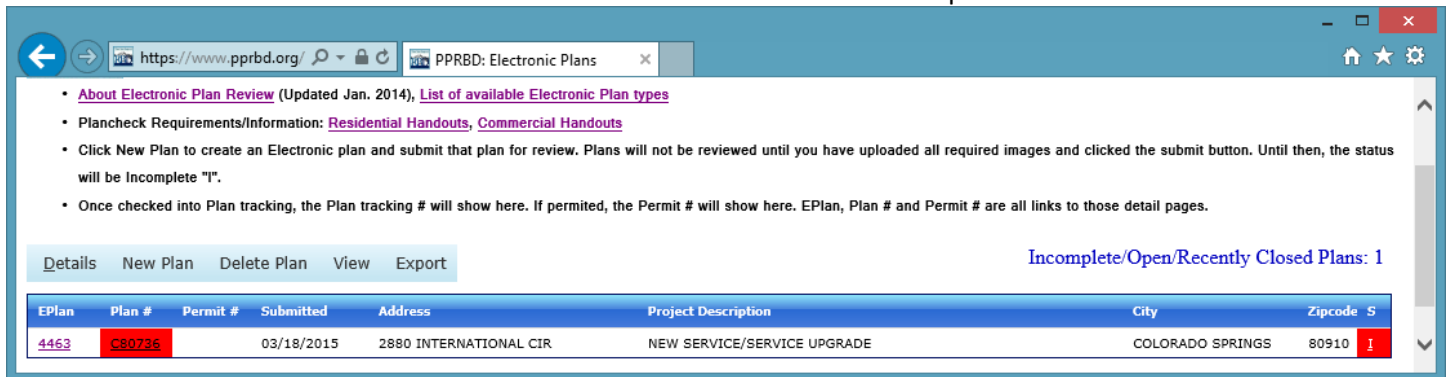 https://www.pprbd.org/
PPRBD: Electronic Plans
• About Electronic Plan Review (Updated Jan. 2014), List of available Electronic Plan types
• Plancheck Requirements/Information: Residential Handouts, Commercial Handouts
• Click New Plan to create an Electronic plan and submit that plan for review. Plans will not be reviewed until you have uploaded all required images and clicked the submit button. Until then, the status
will be Incomplete "I".
• Once checked into Plan tracking, the Plan tracking # will show here. If permited, the Permit # will show here. EPlan, Plan # and Permit # are all links to those detail pages.
Details New Plan Delete Plan View Export
Incomplete/Open/Recently Closed Plans: 1
EPlan Plan # Permit # Submitted Address Project Description City Zipcode S
4463 C80736 03/18/2015 2880 INTERNATIONAL CIR NEW SERVICE/SERVICE UPGRADE COLORADO SPRINGS 80910 I